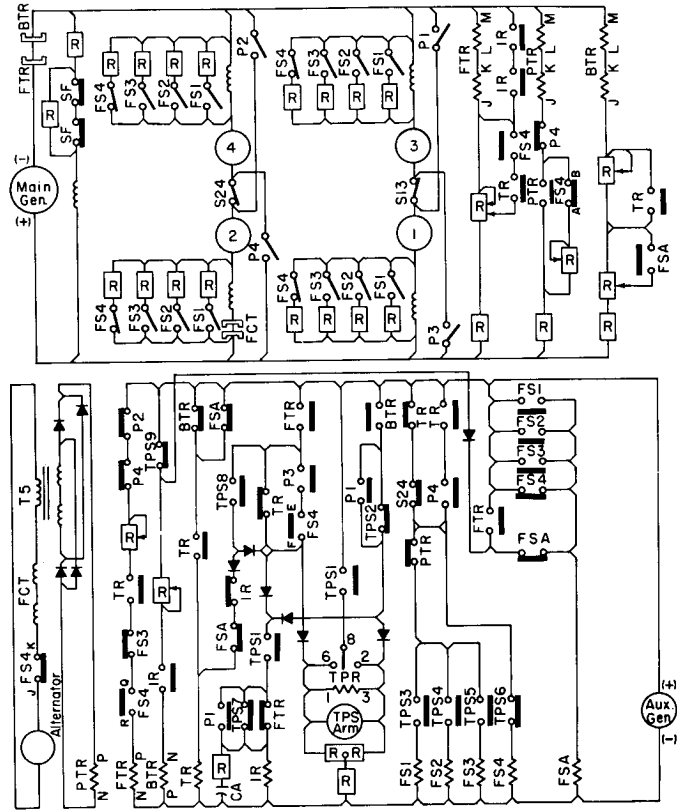 BTR
FTR
(-)
Main
Gen.
(+)
R
SF
SF
R
FS4
FS3
FS2
FS1
R
R
R
R
P2
4
S24
2
P4
FS4
FS3
FS2
FS1
R
R
R
R
FCT
FS4
FS3
FS2
FS1
R
R
R
R
P1
3
S13
1
P3
FS4
FS3
FS2
FS1
R
R
R
R
FTR
M
L
K
J
IR
IR
FS4
TR
R
R
PTR
M
L
K
J
P4
PTR
FS4
B
A
R
R
BTR
M
L
K
J
R
TR
FSA
R
R
T5
FCT
K
FS4
J
Alternator
PTR
P
N
P2
P4
R
TR
FS3
Q
FS4
R
FTR
P
N
TPS9
R
IR
BTR
N
P
BTR
TR
TR
FSA
TPS8
IR
FSA
P1
TPS7
R
CA
TR
TPS1
FTR
IR
FTR
P3
E
FS4
F
TPS1
8
6
2
TPR
1
3
TPS
Arm
R
R
R
P1
TPS2
BTR
S24
PTR
TPS3
FS1
TPS4
FS2
TPS5
FS3
TR
TR
P4
TPS6
FS4
FTR
FS1
FS2
FS3
FS4
FSA
FSA
(+)
Aux.
Gen
(-)